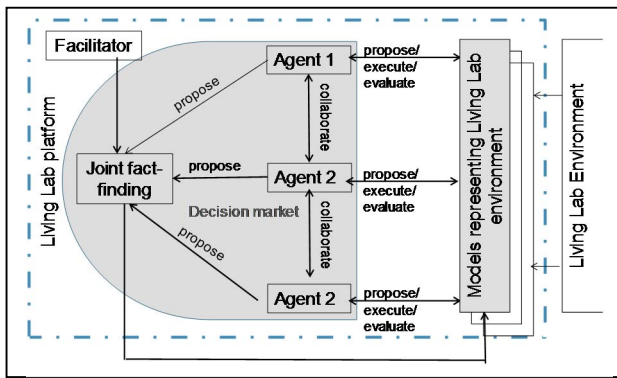 Facilitator
Living Lab platform
Joint fact-
finding
propose
propose
propose
Decision market
Agent 1
collaborate
Agent 2
collaborate
Agent 2
propose/
execute/
evaluate
propose/
execute/
evaluate
propose/
execute/
evaluate
Models representing Living Lab
environment
Living Lab Environment